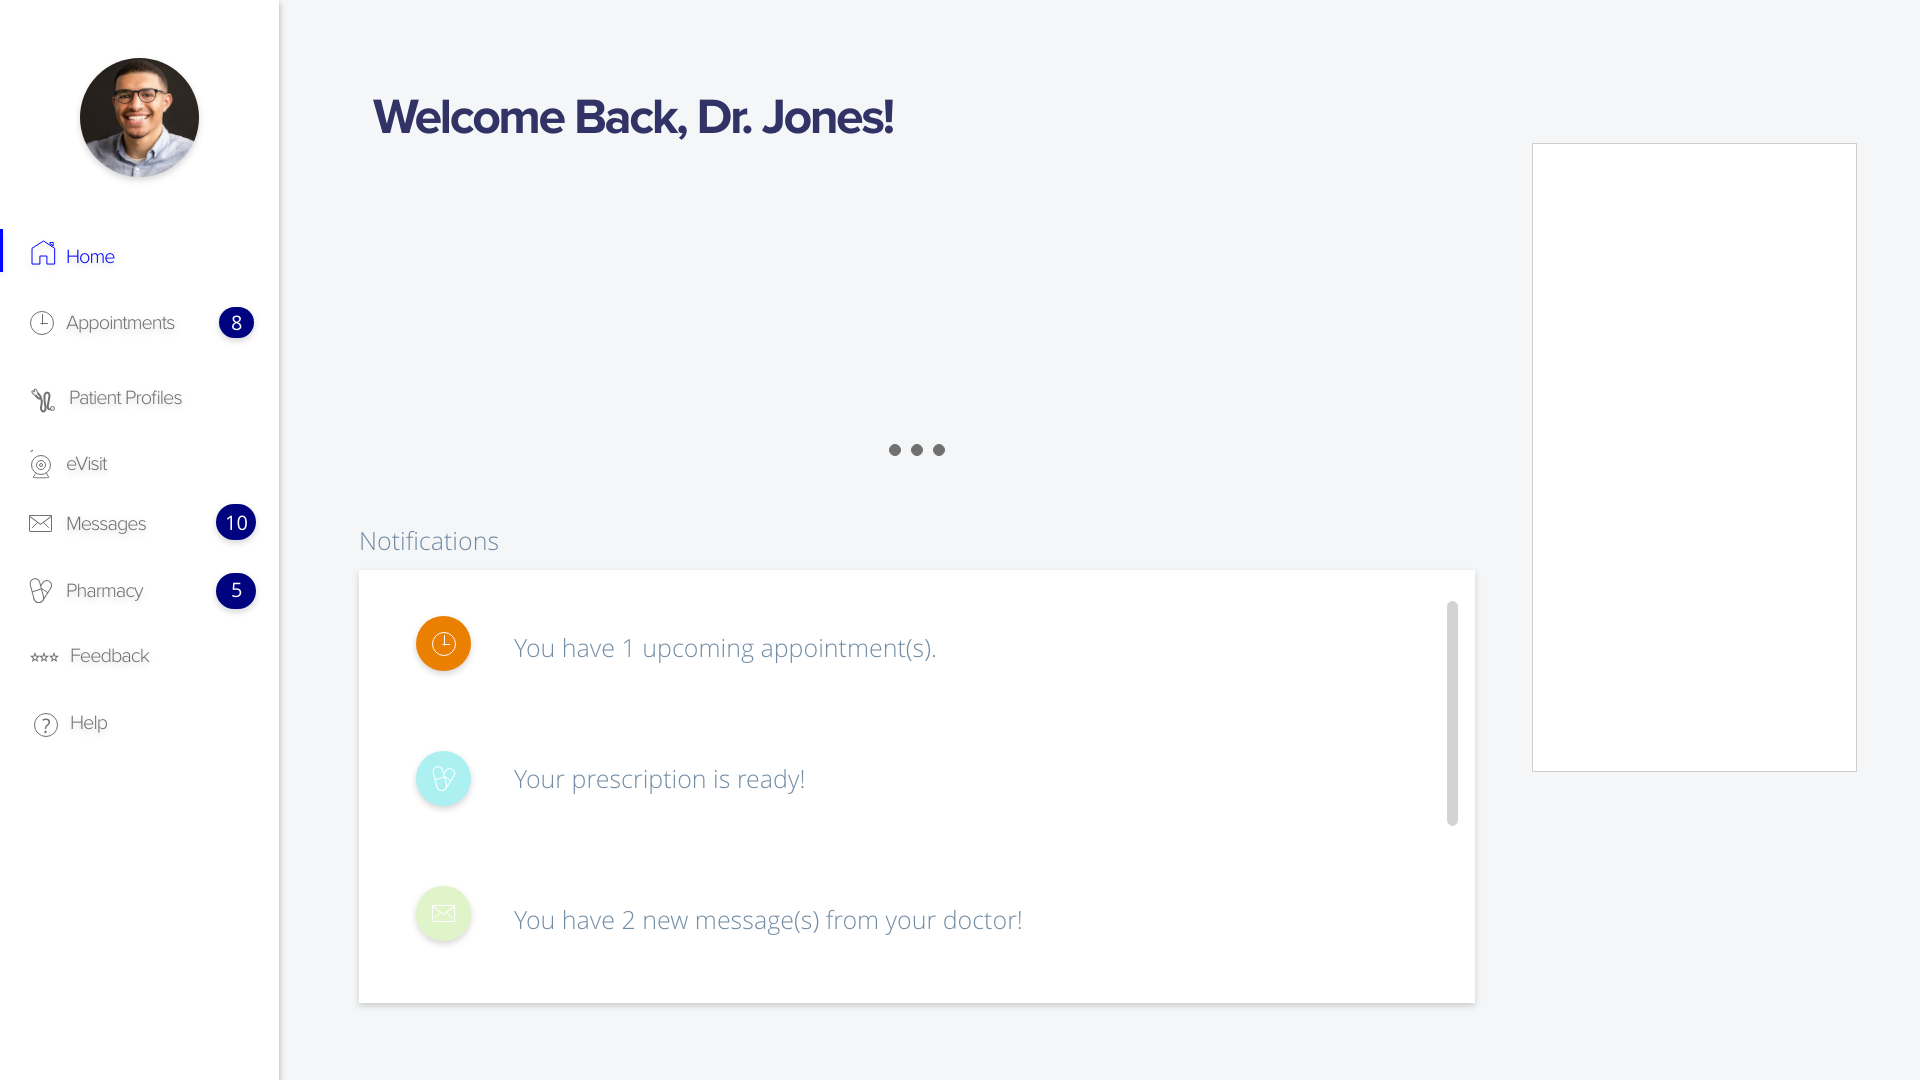 Welcome Back, Dr. Jones!
Home
Appointments 8
Patient Profiles
eVisit
Messages 10
Pharmacy 5
Feedback
? Help
Notifications
You have 1 upcoming appointment(s).
Your prescription is ready!
You have 2 new message(s) from your doctor!